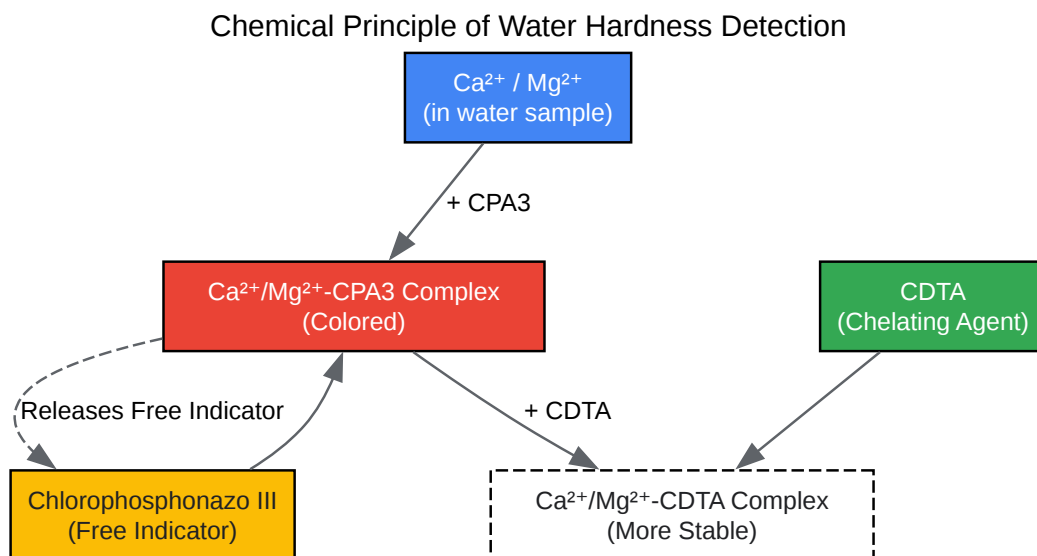 Chemical Principle of Water Hardness Detection
Ca²⁺ / Mg²⁺
(in water sample)
+ CPA3
Ca²⁺/Mg²⁺-CPA3 Complex
(Colored)
CDTA
(Chelating Agent)
Releases Free Indicator
+ CDTA
Chlorophosphonazo III
(Free Indicator)
Ca²⁺/Mg²⁺-CDTA Complex
(More Stable)